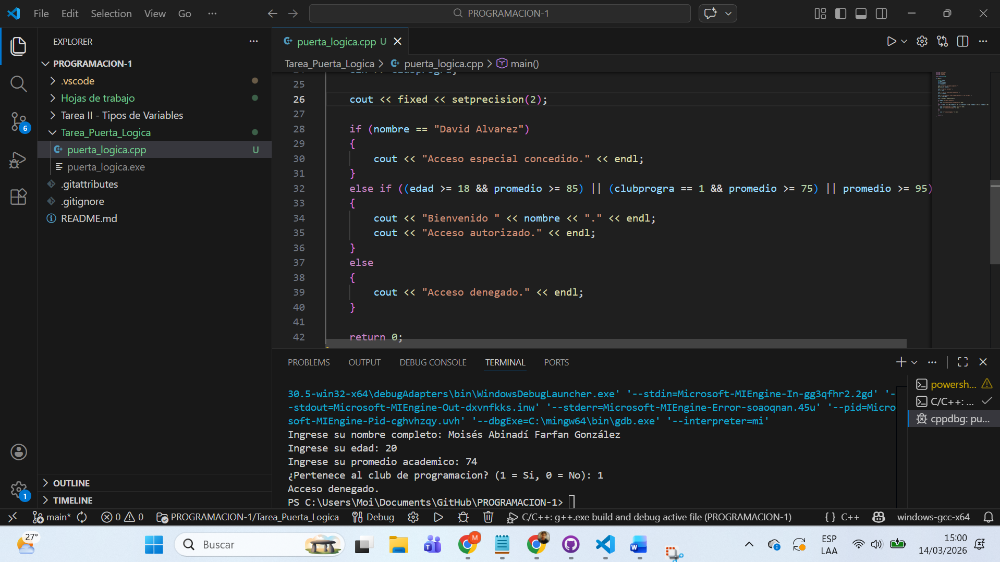 File Edit Selection View Go ···
PROGRAMACION-1
EXPLORER
PROGRAMACION-1
.vscode
Hojas de trabajo
Tarea II - Tipos de Variables
Tarea_Puerta_Logica
puerta_logica.cpp U
puerta_logica.exe
.gitattributes
.gitignore
README.md
OUTLINE
TIMELINE
6
1
puerta_logica.cpp U
Tarea_Puerta_Logica > puerta_logica.cpp > main()
25
26 cout << fixed << setprecision(2);
27
28 if (nombre == "David Alvarez")
29 {
30 cout << "Acceso especial concedido." << endl;
31 }
32 else if ((edad >= 18 && promedio >= 85) || (clubprogra == 1 && promedio >= 75) || promedio >= 95)
33 {
34 cout << "Bienvenido " << nombre << "." << endl;
35 cout << "Acceso autorizado." << endl;
36 }
37 else
38 {
39 cout << "Acceso denegado." << endl;
40 }
41
42 return 0;
PROBLEMS OUTPUT DEBUG CONSOLE TERMINAL PORTS
30.5-win32-x64\debugAdapters\bin\WindowsDebugLauncher.exe' '--stdin=Microsoft-MIEngine-In-gg3qfhr2.2gd' '-
-stdout=Microsoft-MIEngine-Out-dxvnfkks.inw' '--stderr=Microsoft-MIEngine-Error-soaoqnan.45u' '--pid=Micro
soft-MIEngine-Pid-cghvhzqy.uvh' '--dbgExe=C:\mingw64\bin\gdb.exe' '--interpreter=mi'
Ingrese su nombre completo: Moisés Abinadí Farfan González
Ingrese su edad: 20
Ingrese su promedio academico: 74
¿Pertenece al club de programacion? (1 = Si, 0 = No): 1
Acceso denegado.
PS C:\Users\Moi\Documents\GitHub\PROGRAMACION-1>
powersh...
C/C++: ...
cppdbg: pu...
main* 0 0 PROGRAMACION-1/Tarea_Puerta_Logica Debug C/C++: g++.exe build and debug active file (PROGRAMACION-1) { } C++ windows-gcc-x64
27°
Buscar
M
ESP
LAA
15:00
14/03/2026